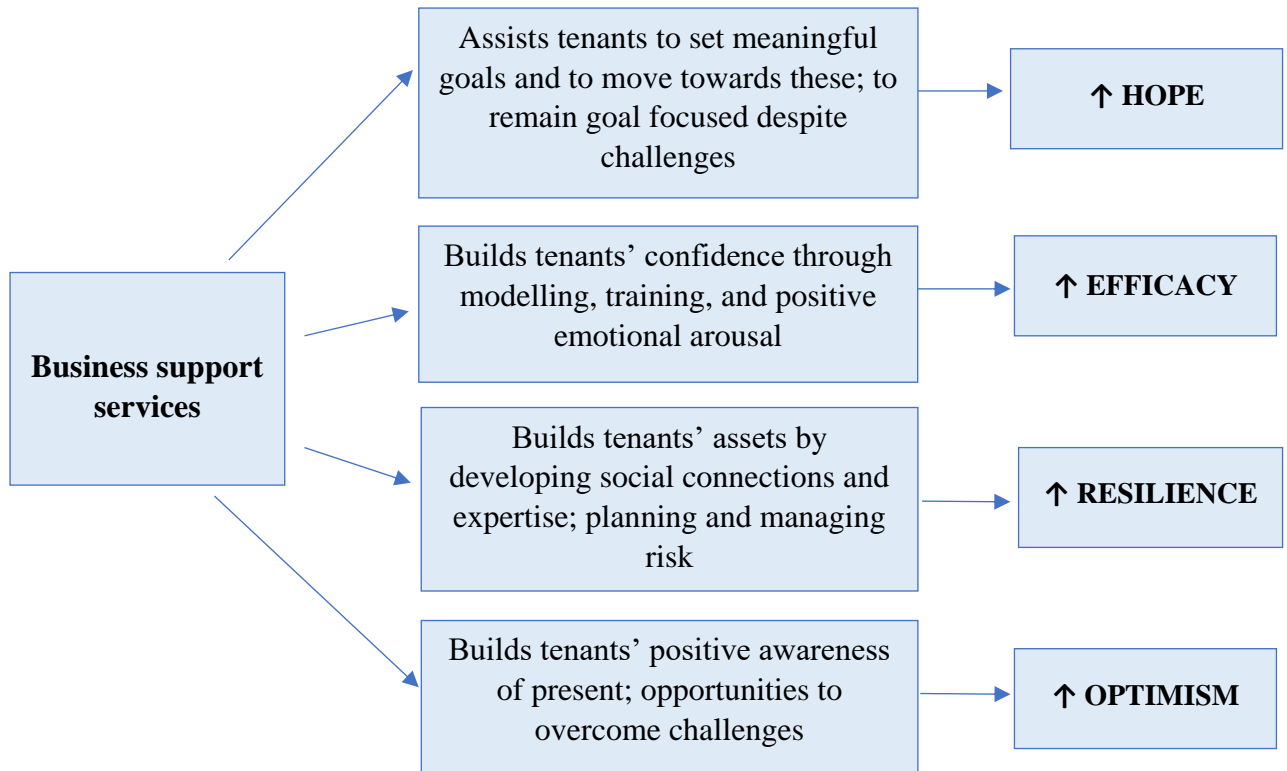 Assists tenants to set meaningful
goals and to move towards these; to
remain goal focused despite
challenges
↑ HOPE
Builds tenants’ confidence through
modelling, training, and positive
emotional arousal
↑ EFFICACY
Business support
services
Builds tenants’ assets by
developing social connections and
expertise; planning and managing
risk
↑ RESILIENCE
Builds tenants’ positive awareness
of present; opportunities to
overcome challenges
↑ OPTIMISM